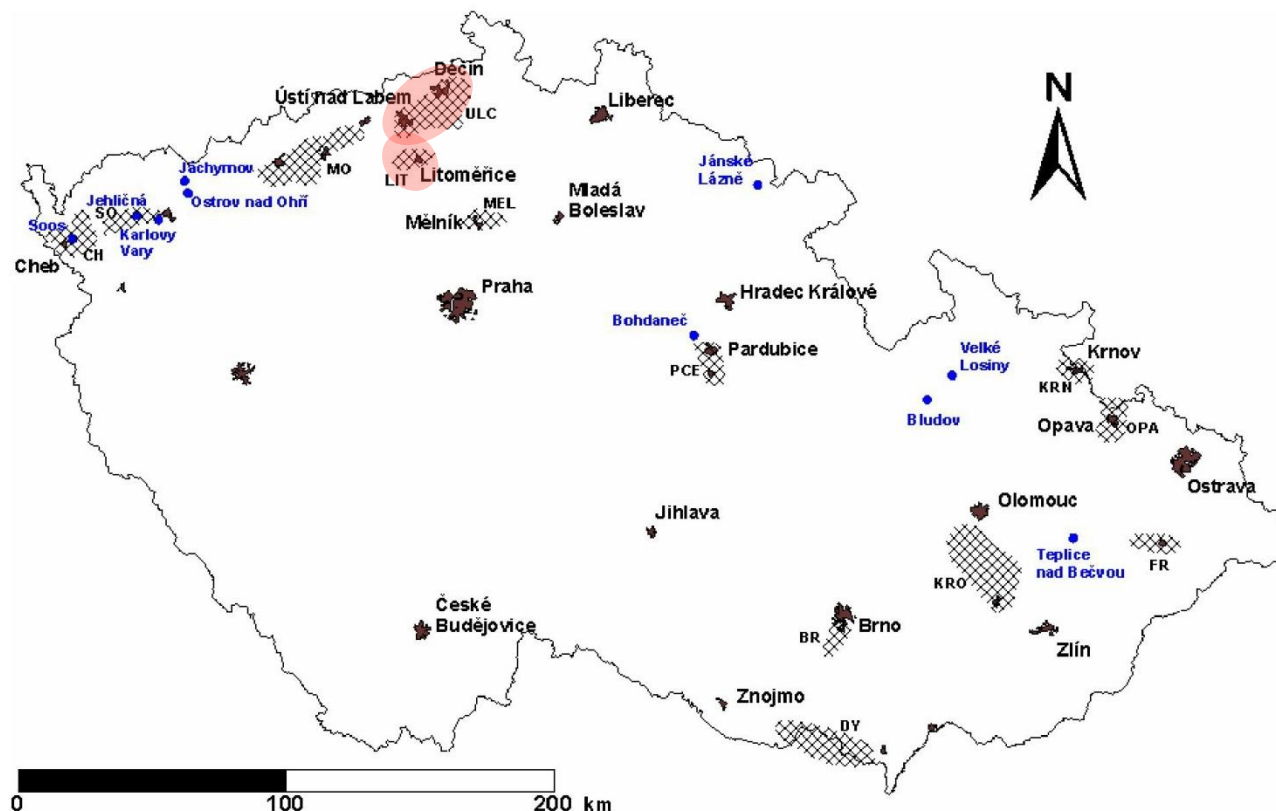 Děčín
Ústí nad Labem
ULC
Liberec
N
Jáchymov
MO
LIT
Litoměřice
Jánské
Lázně
Ostrov nad Ohří
Jehličná
SO
Mladá
Boleslav
MEL
Mělník
Soos
Karlovy
Vary
CH
Cheb
Praha
Hradec Králové
Bohdaneč
Pardubice
PCE
Velké
Losiny
Krnov
KRN
Bludov
Opava
OPA
Ostrava
Olomouc
Jihlava
Teplice
nad Bečvou
FR
KRO
České
Budějovice
Brno
BR
Zlín
Znojmo
DY
0
100
200
km